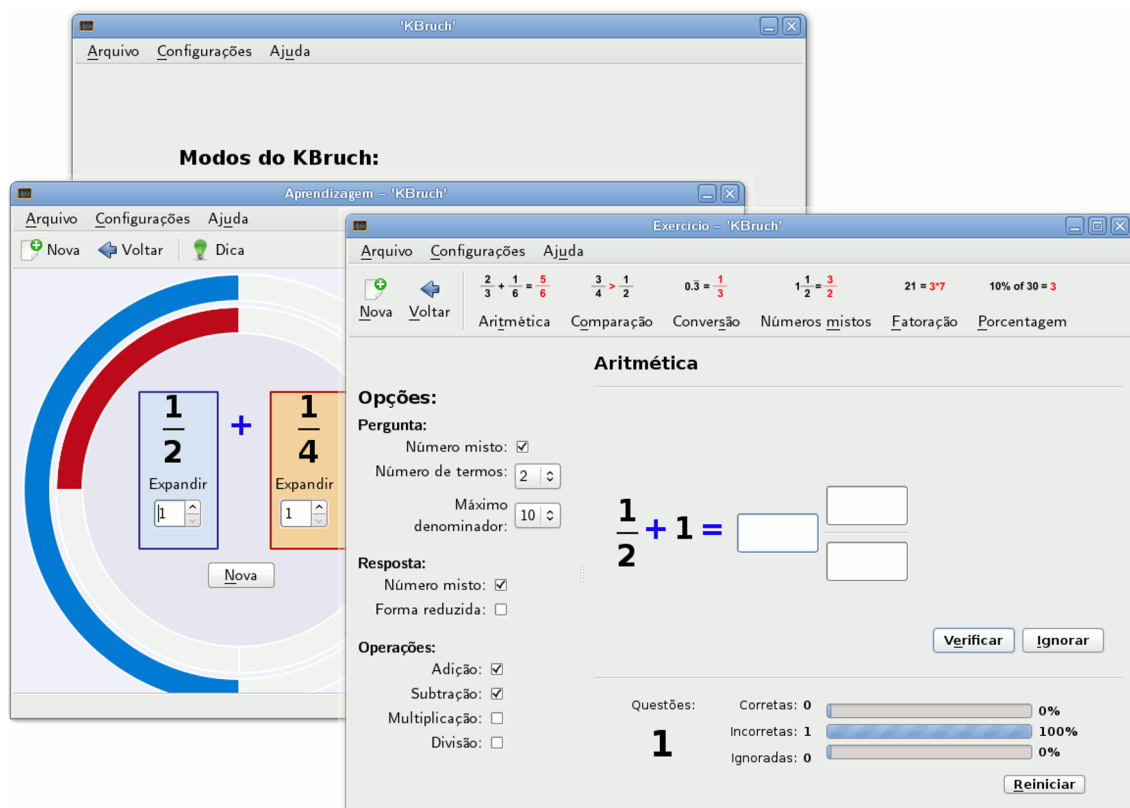 'KBruch'
Arquivo Configurações Ajuda
Modos do KBruch:
Aprendizagem – 'KBruch'
Arquivo Configurações Ajuda
Nova Voltar Dica
1
2
+
1
4
Expandir
1
Expandir
1
Nova
Exercício – 'KBruch'
Arquivo Configurações Ajuda
Nova Voltar
2/3 + 1/6 = 5/6
Aritmética
3/4 > 1/2
Comparação
0.3̅ = 1/3
Conversão
1 1/2 = 3/2
Números mistos
21 = 3*7
Fatoração
10% of 30 = 3
Porcentagem
Aritmética
Opções:
Pergunta:
Número misto:
Número de termos: 2
Máximo
denominador: 10
Resposta:
Número misto:
Forma reduzida:
Operações:
Adição:
Subtração:
Multiplicação:
Divisão:
1
2
+ 1 =
Verificar Ignorar
Questões:
1
Corretas: 0 0%
Incorretas: 1 100%
Ignoradas: 0 0%
Reiniciar